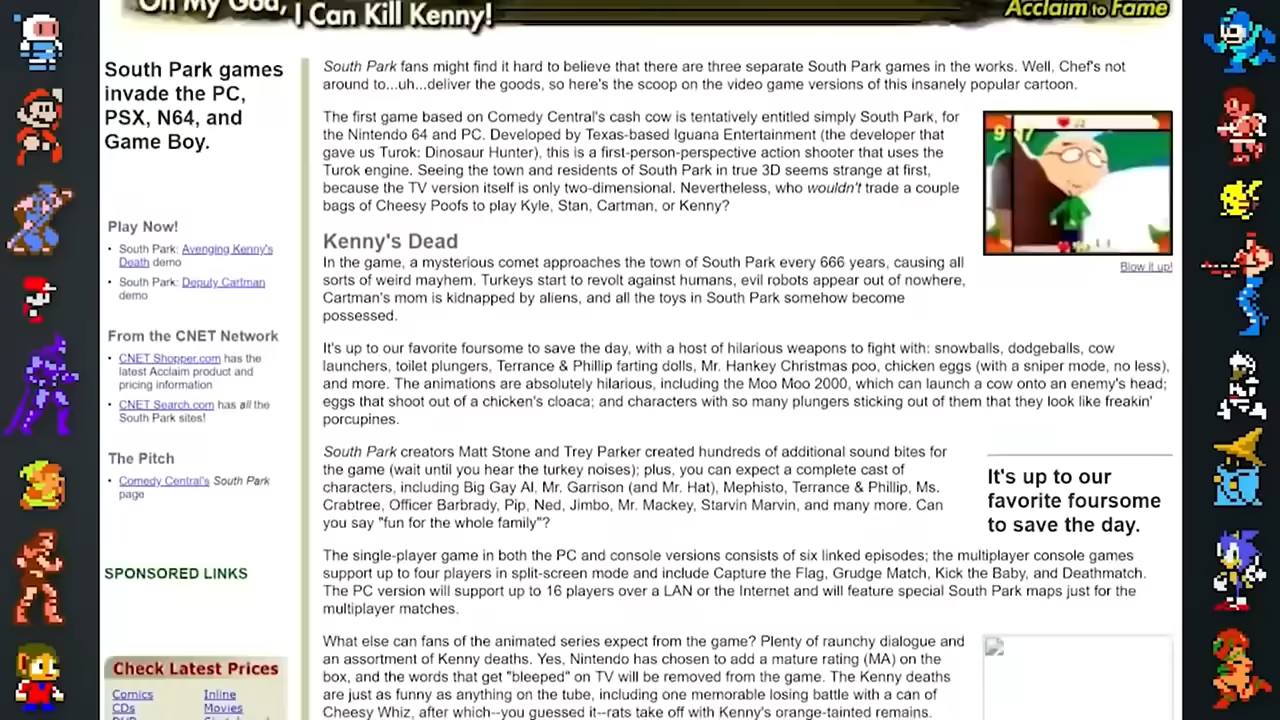 Oh My God,
I Can Kill Kenny!
Acclaim to Fame
South Park games
invade the PC,
PSX, N64, and
Game Boy.
Play Now!
• South Park: Avenging Kenny's
Death demo
• South Park: Deputy Cartman
demo
From the CNET Network
• CNET Shopper.com has the
latest Acclaim product and
pricing information
• CNET Search.com has all the
South Park sites!
The Pitch
• Comedy Central's South Park
page
SPONSORED LINKS
Check Latest Prices
Comics
Inline
CDs
Movies
South Park fans might find it hard to believe that there are three separate South Park games in the works. Well, Chef's not
around to...uh...deliver the goods, so here's the scoop on the video game versions of this insanely popular cartoon.
The first game based on Comedy Central's cash cow is tentatively entitled simply South Park, for
the Nintendo 64 and PC. Developed by Texas-based Iguana Entertainment (the developer that
gave us Turok: Dinosaur Hunter), this is a first-person-perspective action shooter that uses the
Turok engine. Seeing the town and residents of South Park in true 3D seems strange at first,
because the TV version itself is only two-dimensional. Nevertheless, who wouldn't trade a couple
bags of Cheesy Poofs to play Kyle, Stan, Cartman, or Kenny?
Blow it up!
Kenny's Dead
In the game, a mysterious comet approaches the town of South Park every 666 years, causing all
sorts of weird mayhem. Turkeys start to revolt against humans, evil robots appear out of nowhere,
Cartman's mom is kidnapped by aliens, and all the toys in South Park somehow become
possessed.
It's up to our favorite foursome to save the day, with a host of hilarious weapons to fight with: snowballs, dodgeballs, cow
launchers, toilet plungers, Terrance & Phillip farting dolls, Mr. Hankey Christmas poo, chicken eggs (with a sniper mode, no less),
and more. The animations are absolutely hilarious, including the Moo Moo 2000, which can launch a cow onto an enemy's head;
eggs that shoot out of a chicken's cloaca; and characters with so many plungers sticking out of them that they look like freakin'
porcupines.
South Park creators Matt Stone and Trey Parker created hundreds of additional sound bites for
the game (wait until you hear the turkey noises); plus, you can expect a complete cast of
characters, including Big Gay Al, Mr. Garrison (and Mr. Hat), Mephisto, Terrance & Phillip, Ms.
Crabtree, Officer Barbrady, Pip, Ned, Jimbo, Mr. Mackey, Starvin Marvin, and many more. Can
you say "fun for the whole family"?
It's up to our
favorite foursome
to save the day.
The single-player game in both the PC and console versions consists of six linked episodes; the multiplayer console games
support up to four players in split-screen mode and include Capture the Flag, Grudge Match, Kick the Baby, and Deathmatch.
The PC version will support up to 16 players over a LAN or the Internet and will feature special South Park maps just for the
multiplayer matches.
What else can fans of the animated series expect from the game? Plenty of raunchy dialogue and
an assortment of Kenny deaths. Yes, Nintendo has chosen to add a mature rating (MA) on the
box, and the words that get "bleeped" on TV will be removed from the game. The Kenny deaths
are just as funny as anything on the tube, including one memorable losing battle with a can of
Cheesy Whiz, after which--you guessed it--rats take off with Kenny's orange-tainted remains.